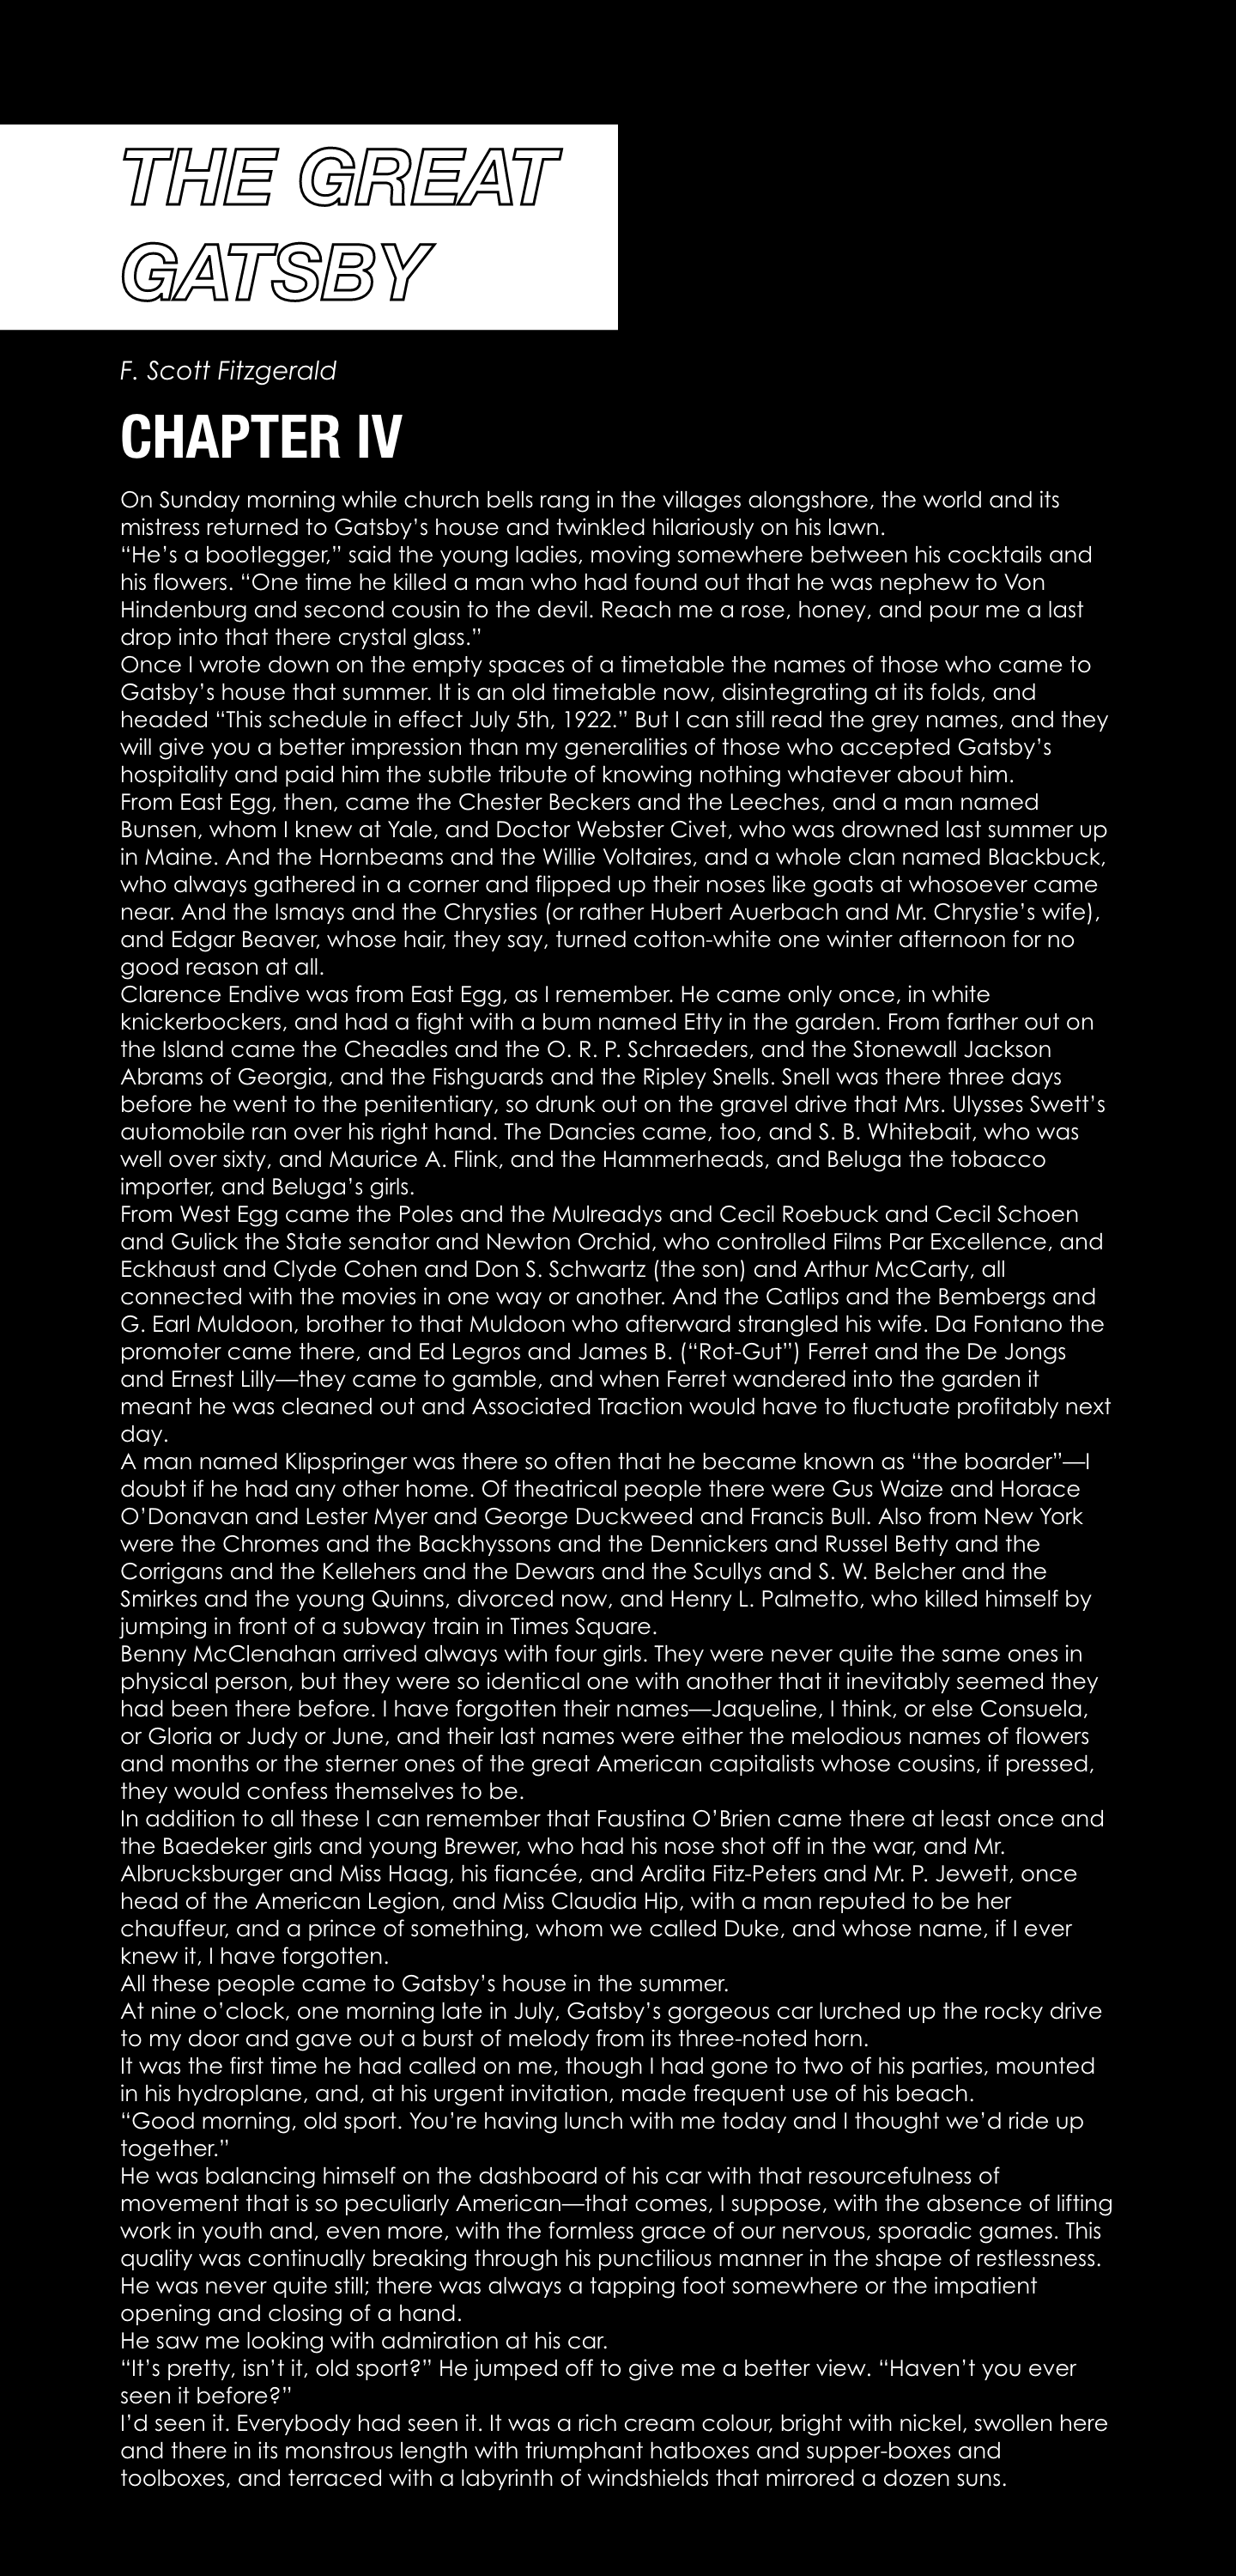 THE GREAT
GATSBY
F. Scott Fitzgerald
CHAPTER IV
On Sunday morning while church bells rang in the villages alongshore, the world and its
mistress returned to Gatsby’s house and twinkled hilariously on his lawn.
“He’s a bootlegger,” said the young ladies, moving somewhere between his cocktails and
his flowers. “One time he killed a man who had found out that he was nephew to Von
Hindenburg and second cousin to the devil. Reach me a rose, honey, and pour me a last
drop into that there crystal glass.”
Once I wrote down on the empty spaces of a timetable the names of those who came to
Gatsby’s house that summer. It is an old timetable now, disintegrating at its folds, and
headed “This schedule in effect July 5th, 1922.” But I can still read the grey names, and they
will give you a better impression than my generalities of those who accepted Gatsby’s
hospitality and paid him the subtle tribute of knowing nothing whatever about him.
From East Egg, then, came the Chester Beckers and the Leeches, and a man named
Bunsen, whom I knew at Yale, and Doctor Webster Civet, who was drowned last summer up
in Maine. And the Hornbeams and the Willie Voltaires, and a whole clan named Blackbuck,
who always gathered in a corner and flipped up their noses like goats at whosoever came
near. And the Ismays and the Chrysties (or rather Hubert Auerbach and Mr. Chrystie’s wife),
and Edgar Beaver, whose hair, they say, turned cotton-white one winter afternoon for no
good reason at all.
Clarence Endive was from East Egg, as I remember. He came only once, in white
knickerbockers, and had a fight with a bum named Etty in the garden. From farther out on
the Island came the Cheadles and the O. R. P. Schraeders, and the Stonewall Jackson
Abrams of Georgia, and the Fishguards and the Ripley Snells. Snell was there three days
before he went to the penitentiary, so drunk out on the gravel drive that Mrs. Ulysses Swett’s
automobile ran over his right hand. The Dancies came, too, and S. B. Whitebait, who was
well over sixty, and Maurice A. Flink, and the Hammerheads, and Beluga the tobacco
importer, and Beluga’s girls.
From West Egg came the Poles and the Mulreadys and Cecil Roebuck and Cecil Schoen
and Gulick the State senator and Newton Orchid, who controlled Films Par Excellence, and
Eckhaust and Clyde Cohen and Don S. Schwartz (the son) and Arthur McCarty, all
connected with the movies in one way or another. And the Catlips and the Bembergs and
G. Earl Muldoon, brother to that Muldoon who afterward strangled his wife. Da Fontano the
promoter came there, and Ed Legros and James B. (“Rot-Gut”) Ferret and the De Jongs
and Ernest Lilly—they came to gamble, and when Ferret wandered into the garden it
meant he was cleaned out and Associated Traction would have to fluctuate profitably next
day.
A man named Klipspringer was there so often that he became known as “the boarder”—I
doubt if he had any other home. Of theatrical people there were Gus Waize and Horace
O’Donavan and Lester Myer and George Duckweed and Francis Bull. Also from New York
were the Chromes and the Backhyssons and the Dennickers and Russel Betty and the
Corrigans and the Kellehers and the Dewars and the Scullys and S. W. Belcher and the
Smirkes and the young Quinns, divorced now, and Henry L. Palmetto, who killed himself by
jumping in front of a subway train in Times Square.
Benny McClenahan arrived always with four girls. They were never quite the same ones in
physical person, but they were so identical one with another that it inevitably seemed they
had been there before. I have forgotten their names—Jaqueline, I think, or else Consuela,
or Gloria or Judy or June, and their last names were either the melodious names of flowers
and months or the sterner ones of the great American capitalists whose cousins, if pressed,
they would confess themselves to be.
In addition to all these I can remember that Faustina O’Brien came there at least once and
the Baedeker girls and young Brewer, who had his nose shot off in the war, and Mr.
Albrucksburger and Miss Haag, his fiancée, and Ardita Fitz-Peters and Mr. P. Jewett, once
head of the American Legion, and Miss Claudia Hip, with a man reputed to be her
chauffeur, and a prince of something, whom we called Duke, and whose name, if I ever
knew it, I have forgotten.
All these people came to Gatsby’s house in the summer.
At nine o’clock, one morning late in July, Gatsby’s gorgeous car lurched up the rocky drive
to my door and gave out a burst of melody from its three-noted horn.
It was the first time he had called on me, though I had gone to two of his parties, mounted
in his hydroplane, and, at his urgent invitation, made frequent use of his beach.
“Good morning, old sport. You’re having lunch with me today and I thought we’d ride up
together.”
He was balancing himself on the dashboard of his car with that resourcefulness of
movement that is so peculiarly American—that comes, I suppose, with the absence of lifting
work in youth and, even more, with the formless grace of our nervous, sporadic games. This
quality was continually breaking through his punctilious manner in the shape of restlessness.
He was never quite still; there was always a tapping foot somewhere or the impatient
opening and closing of a hand.
He saw me looking with admiration at his car.
“It’s pretty, isn’t it, old sport?” He jumped off to give me a better view. “Haven’t you ever
seen it before?”
I’d seen it. Everybody had seen it. It was a rich cream colour, bright with nickel, swollen here
and there in its monstrous length with triumphant hatboxes and supper-boxes and
toolboxes, and terraced with a labyrinth of windshields that mirrored a dozen suns.